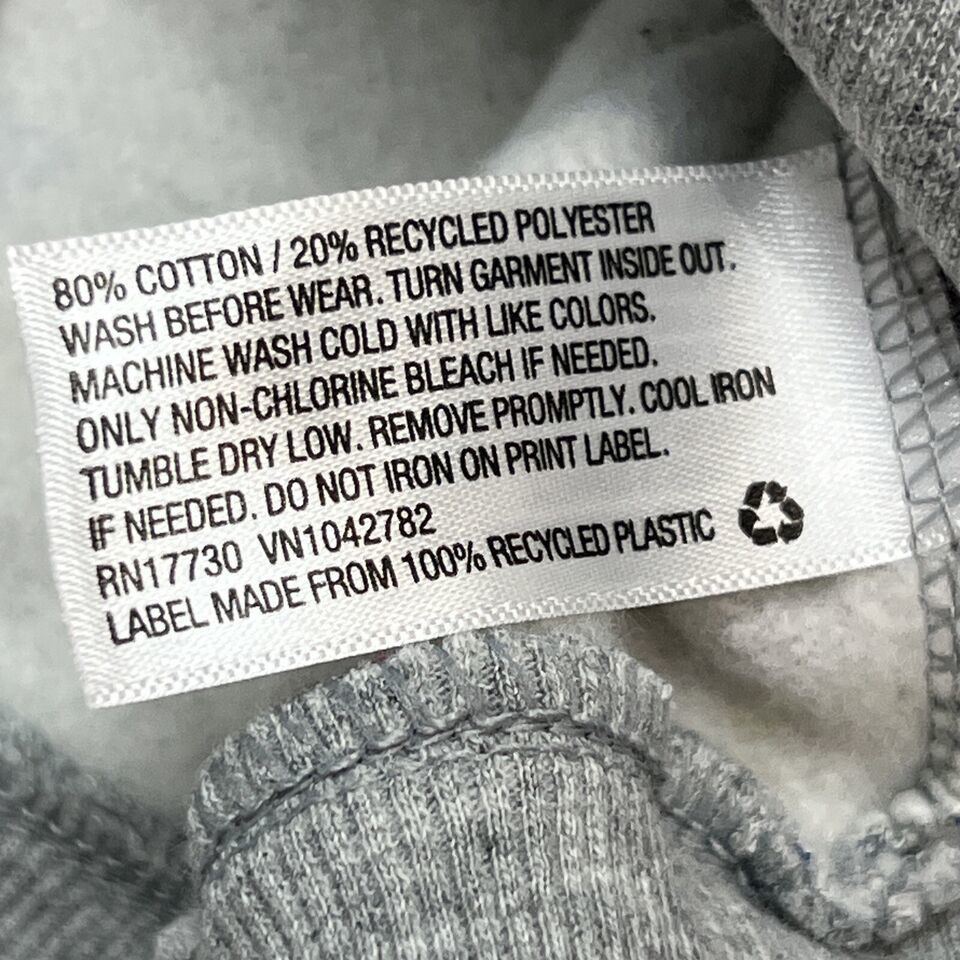 80% COTTON / 20% RECYCLED POLYESTER
WASH BEFORE WEAR. TURN GARMENT INSIDE OUT.
MACHINE WASH COLD WITH LIKE COLORS.
ONLY NON-CHLORINE BLEACH IF NEEDED.
TUMBLE DRY LOW. REMOVE PROMPTLY. COOL IRON
IF NEEDED. DO NOT IRON ON PRINT LABEL.
RN17730 VN1042782
LABEL MADE FROM 100% RECYCLED PLASTIC